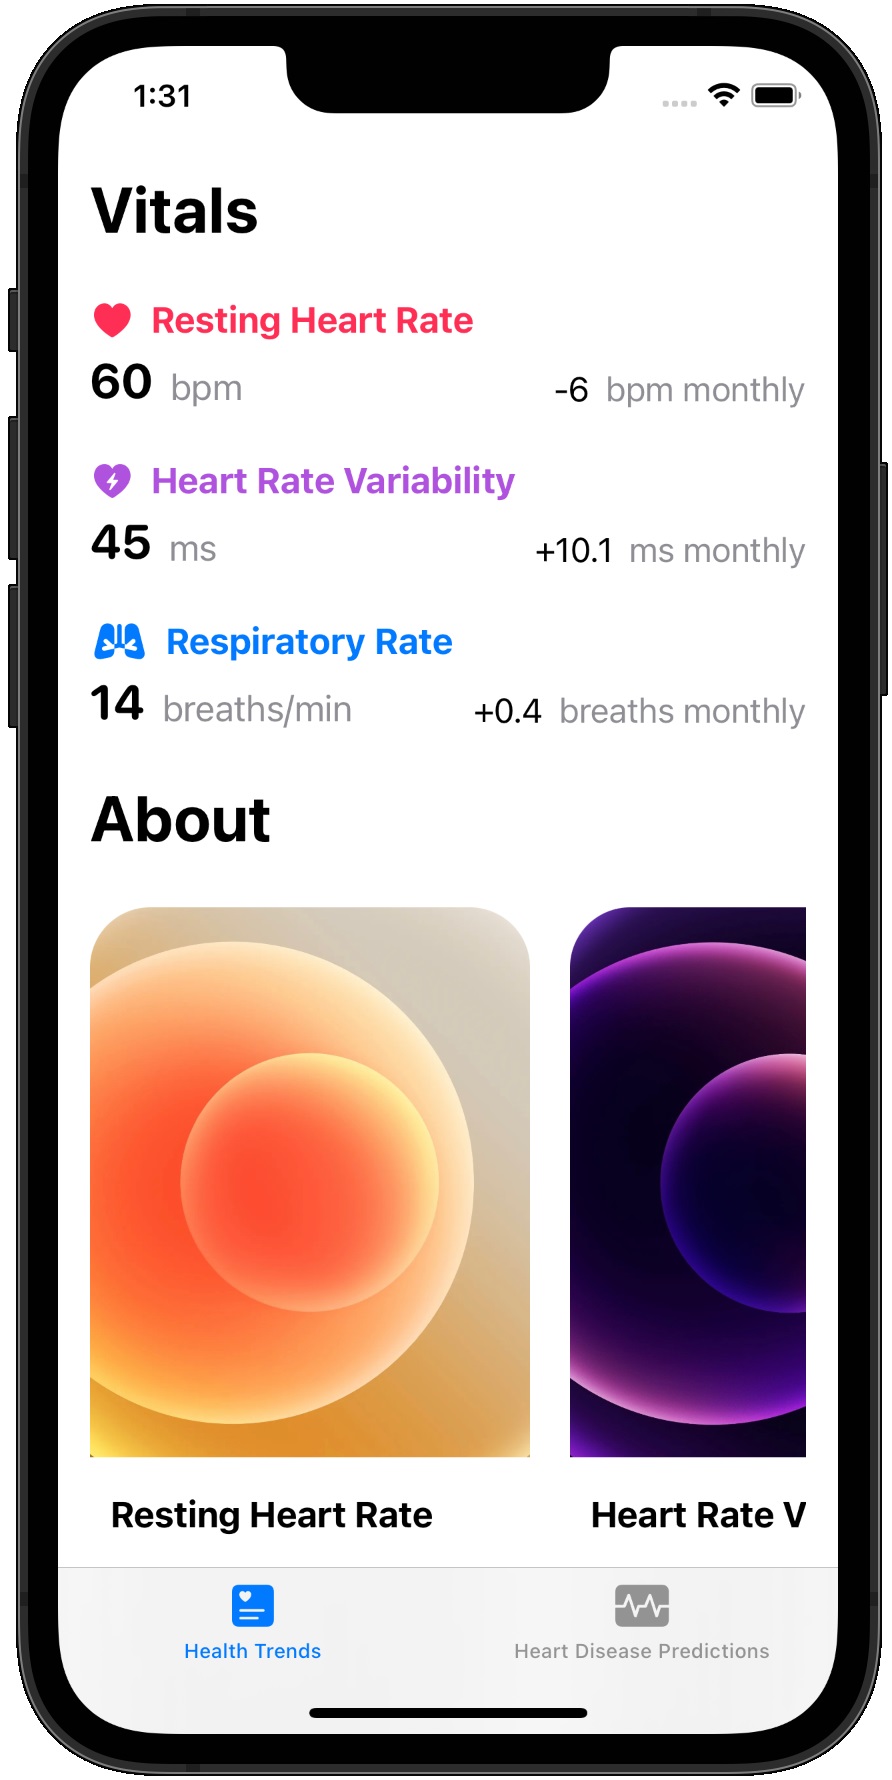 1:31
Vitals
Resting Heart Rate
60 bpm -6 bpm monthly
Heart Rate Variability
45 ms +10.1 ms monthly
Respiratory Rate
14 breaths/min +0.4 breaths monthly
About
Resting Heart Rate Heart Rate V
Health Trends Heart Disease Predictions